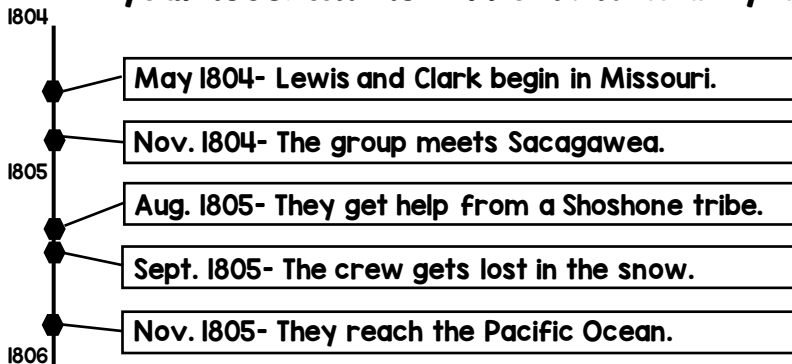 1804
May 1804- Lewis and Clark begin in Missouri.
Nov. 1804- The group meets Sacagawea.
1805
Aug. 1805- They get help from a Shoshone tribe.
Sept. 1805- The crew gets lost in the snow.
Nov. 1805- They reach the Pacific Ocean.
1806